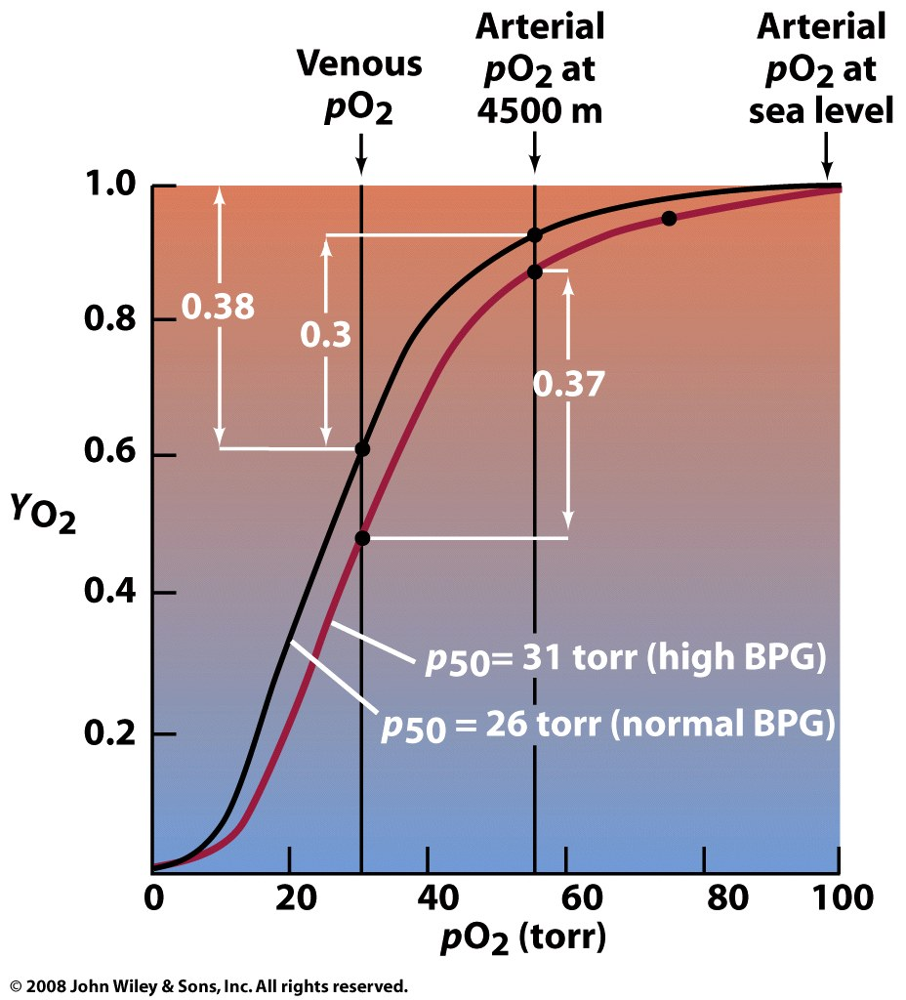 Venous
pO2
Arterial
pO2 at
4500 m
Arterial
pO2 at
sea level
1.0
0.8
0.6
0.4
0.2
YO2
0.38
0.3
0.37
p50= 31 torr (high BPG)
p50 = 26 torr (normal BPG)
0
20
40
60
80
100
pO2 (torr)
© 2008 John Wiley & Sons, Inc. All rights reserved.